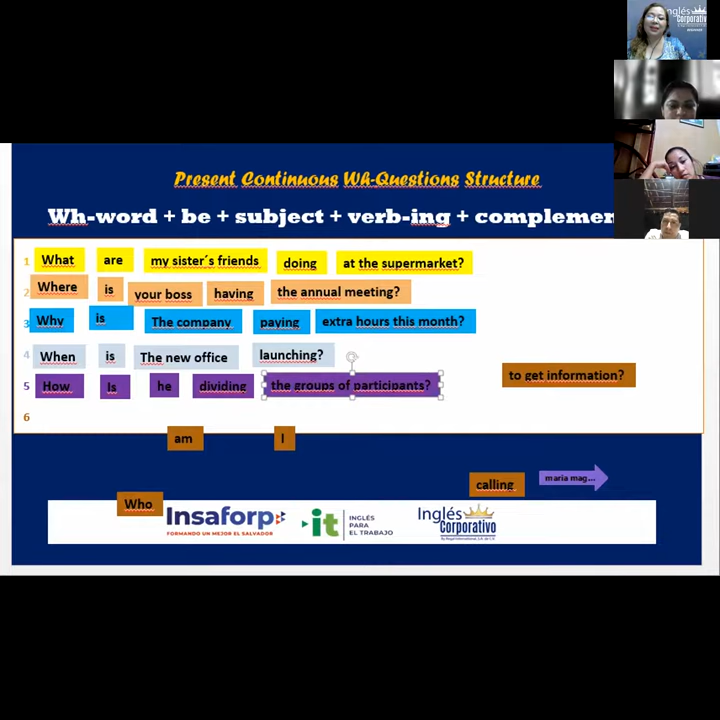 Inglés
Corporativo
Present Continuous Wh-Questions Structure
Wh-word + be + subject + verb-ing + complemen
1 What are my sister´s friends doing at the supermarket?
2 Where is your boss having the annual meeting?
3 Why is The company paying extra hours this month?
4 When is The new office launching?
5 How Is he dividing the groups of participants?
to get information?
6
am I
calling maria mag...
Who
Insaforp
FORMANDO UN MEJOR EL SALVADOR
it INGLÉS PARA EL TRABAJO
Inglés
Corporativo